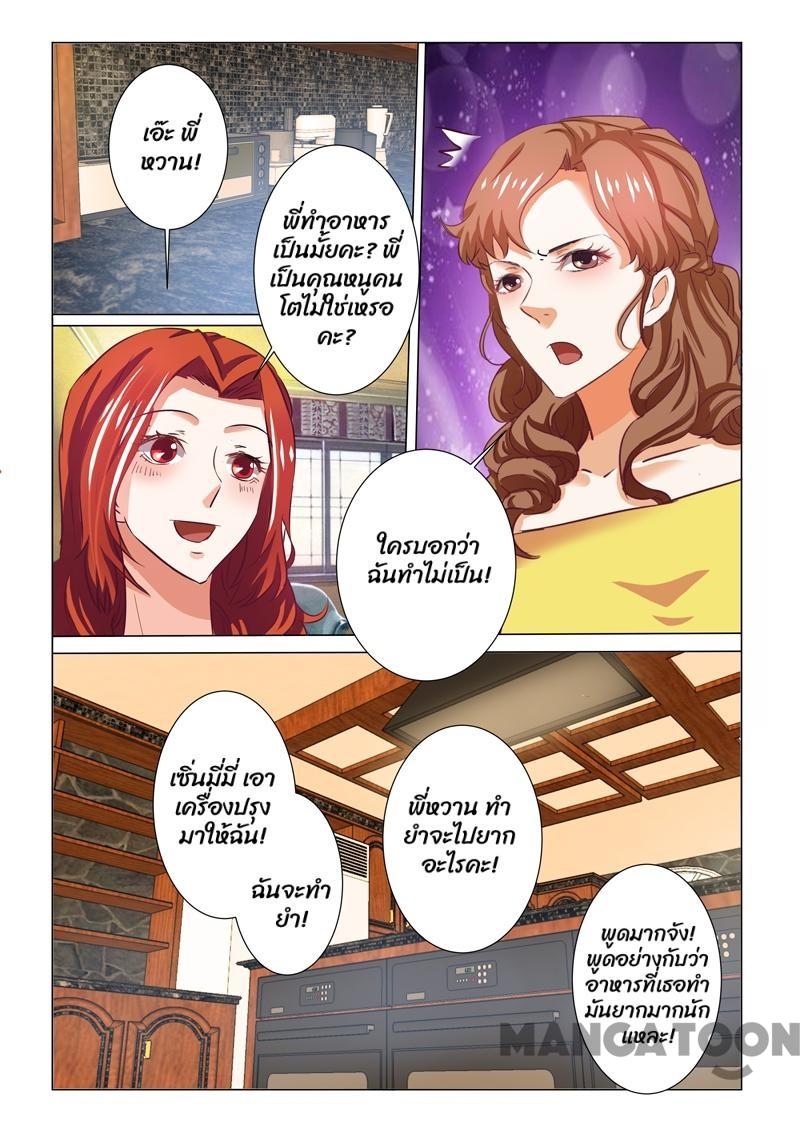 เอ๊ะ พี่
หวาน!
พี่ทำอาหาร
เป็นมั้ยคะ? พี่
เป็นคุณหนูคน
โตไม่ใช่เหรอ
คะ?
ใครบอกว่า
ฉันทำไม่เป็น!
เซิ่นมี่มี่ เอา
เครื่องปรุง
มาให้ฉัน!
ฉันจะทำ
ยำ!
พี่หวาน ทำ
ยำจะไปยาก
อะไรคะ!
พูดมากจัง!
พูดอย่างกับว่า
อาหารที่เธอทำ
มันยากมากนัก
แหละ!
MANGATOON